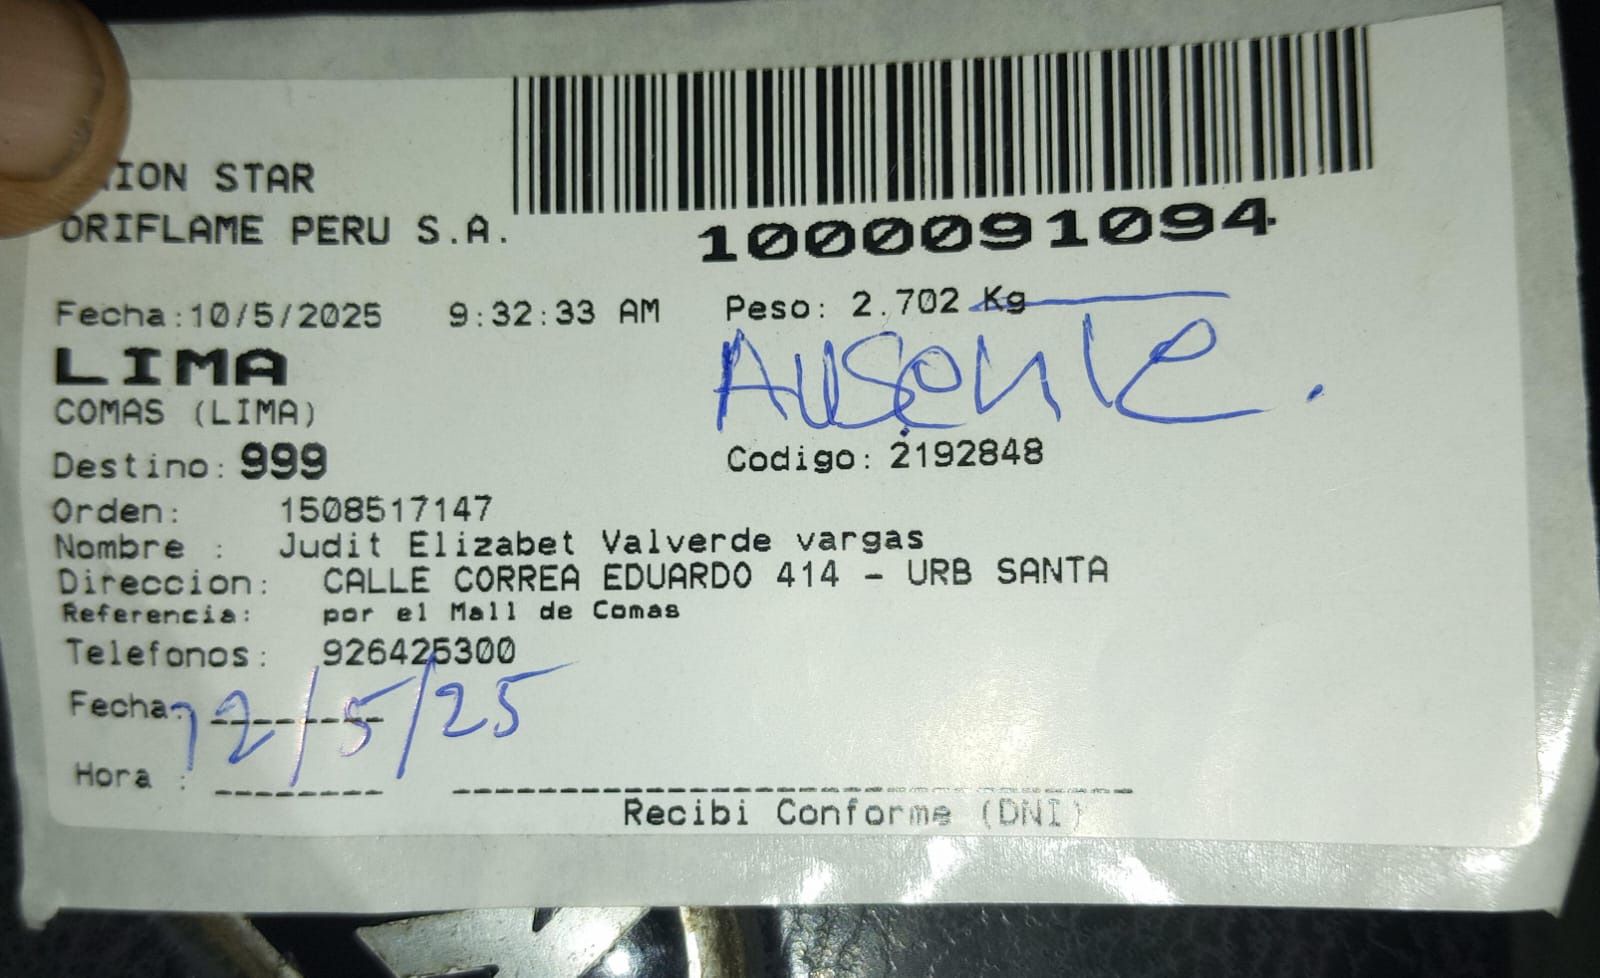 STAR
ORIFLAME PERU S.A.
1000091094
Fecha:10/5/2025 9:32:33 AM Peso: 2.702 Kg
LIMA
Ausente.
COMAS (LIMA)
Destino: 999 Codigo: 2192848
Orden: 1508517147
Nombre : Judit Elizabet Valverde vargas
Direccion: CALLE CORREA EDUARDO 414 - URB SANTA
Referencia: por el Mall de Comas
Telefonos: 926425300
Fecha: 12/5/25
Hora :
Recibi Conforme (DNI)